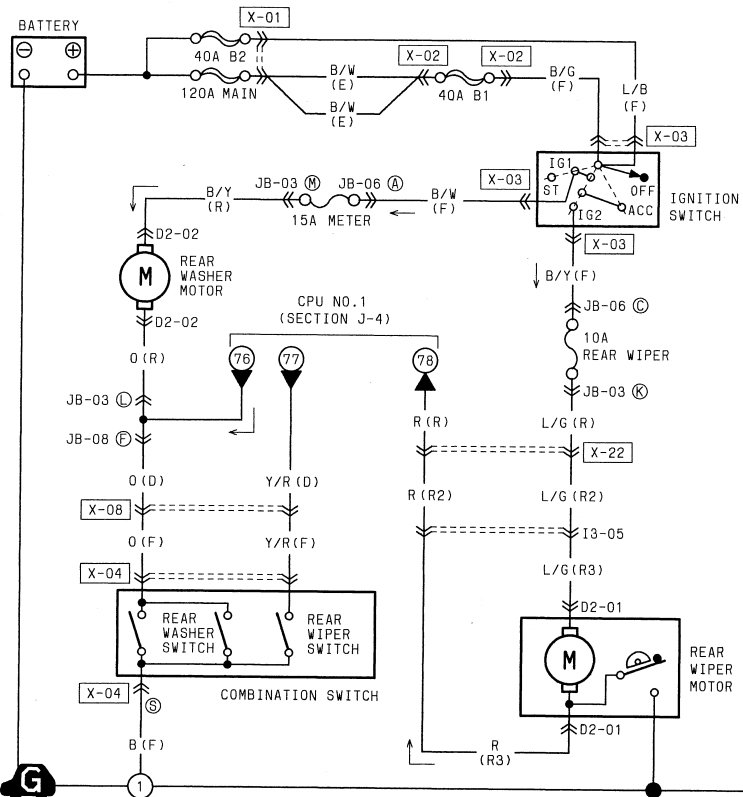 BATTERY
X-01
40A B2
120A MAIN
B/W
(E)
B/W
(E)
X-02
X-02
40A B1
B/G
(F)
L/B
(F)
X-03
IG1
ST
OFF
IG2
ACC
IGNITION
SWITCH
X-03
B/Y
(R)
JB-03 M
JB-06 A
15A METER
B/W
(F)
X-03
B/Y(F)
D2-02
M
REAR
WASHER
MOTOR
D2-02
CPU NO.1
(SECTION J-4)
76
77
78
JB-06 C
10A
REAR WIPER
JB-03 K
O(R)
JB-03 L
JB-08 F
R(R)
L/G(R)
X-22
O(D)
Y/R(D)
R(R2)
L/G(R2)
X-08
I3-05
O(F)
Y/R(F)
L/G(R3)
X-04
D2-01
REAR
WASHER
SWITCH
REAR
WIPER
SWITCH
M
REAR
WIPER
MOTOR
X-04
S
COMBINATION SWITCH
D2-01
B(F)
R
(R3)
G
1